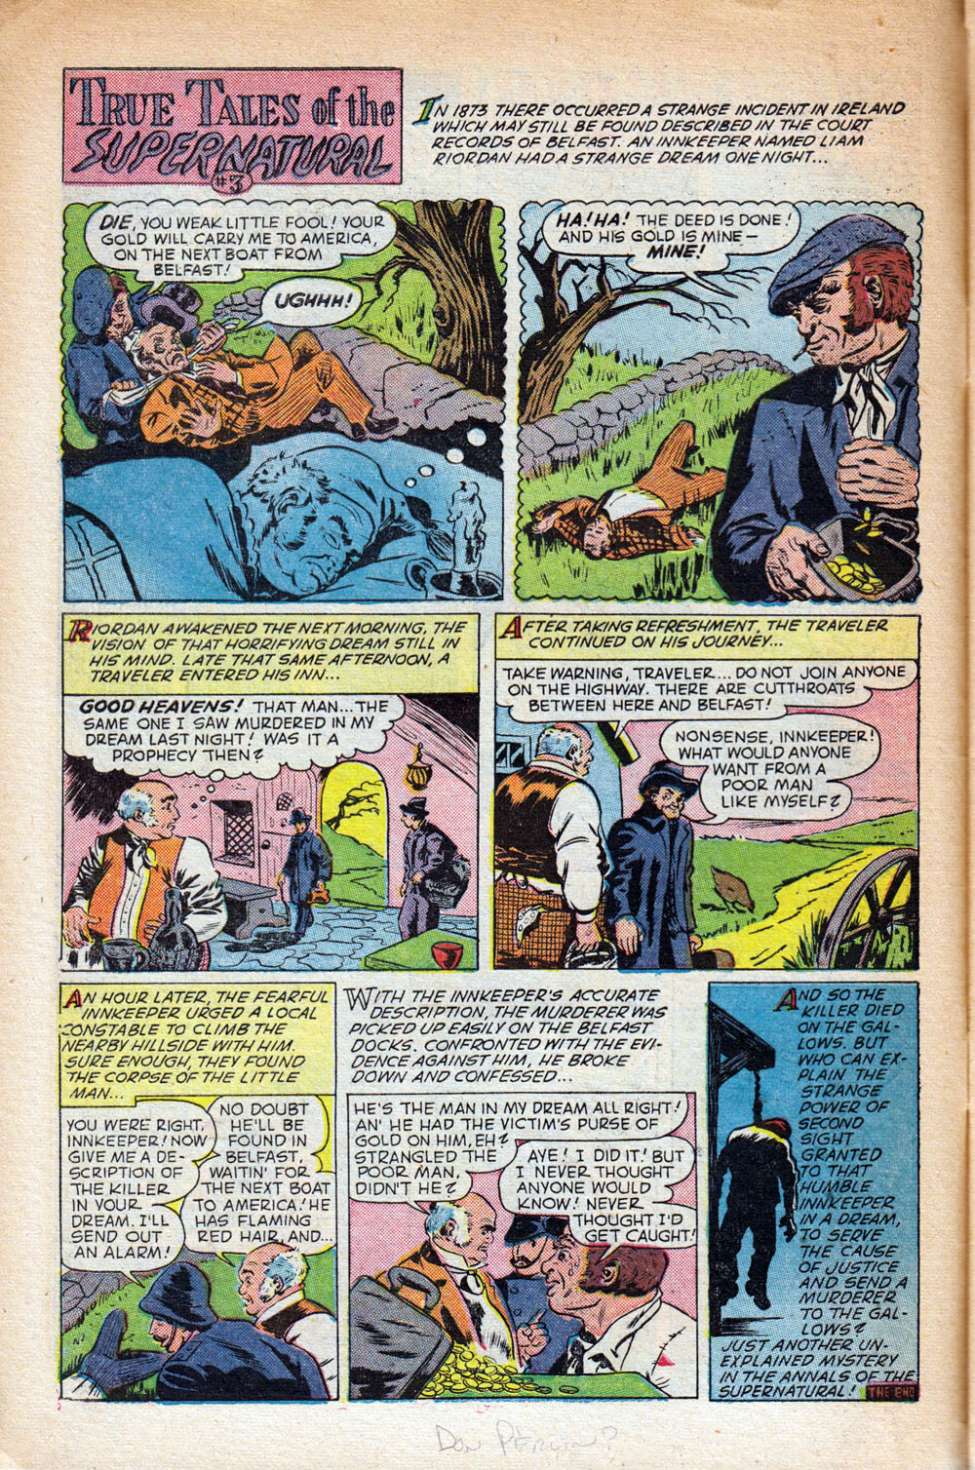 TRUE TALES of the
SUPERNATURAL
#3
IN 1873 THERE OCCURRED A STRANGE INCIDENT IN IRELAND
WHICH MAY STILL BE FOUND DESCRIBED IN THE COURT
RECORDS OF BELFAST. AN INNKEEPER NAMED LIAM
RIORDAN HAD A STRANGE DREAM ONE NIGHT...
DIE, YOU WEAK LITTLE FOOL! YOUR
GOLD WILL CARRY ME TO AMERICA,
ON THE NEXT BOAT FROM
BELFAST!
UGHHH!
HA! HA! THE DEED IS DONE!
AND HIS GOLD IS MINE—
MINE!
RIORDAN AWAKENED THE NEXT MORNING, THE
VISION OF THAT HORRIFYING DREAM STILL IN
HIS MIND. LATE THAT SAME AFTERNOON, A
TRAVELER ENTERED HIS INN...
GOOD HEAVENS! THAT MAN...THE
SAME ONE I SAW MURDERED IN MY
DREAM LAST NIGHT! WAS IT A
PROPHECY THEN?
AFTER TAKING REFRESHMENT, THE TRAVELER
CONTINUED ON HIS JOURNEY...
TAKE WARNING, TRAVELER.... DO NOT JOIN ANYONE
ON THE HIGHWAY. THERE ARE CUTTHROATS
BETWEEN HERE AND BELFAST!
NONSENSE, INNKEEPER!
WHAT WOULD ANYONE
WANT FROM A
POOR MAN
LIKE MYSELF?
AN HOUR LATER, THE FEARFUL
INNKEEPER URGED A LOCAL
CONSTABLE TO CLIMB THE
NEARBY HILLSIDE WITH HIM.
SURE ENOUGH, THEY FOUND
THE CORPSE OF THE LITTLE
MAN...
YOU WERE RIGHT,
INNKEEPER! NOW
GIVE ME A DE-
SCRIPTION OF
THE KILLER
IN YOUR
DREAM. I'LL
SEND OUT
AN ALARM!
NO DOUBT
HE'LL BE
FOUND IN
BELFAST,
WAITIN' FOR
THE NEXT BOAT
TO AMERICA! HE
HAS FLAMING
RED HAIR, AND...
WITH THE INNKEEPER'S ACCURATE
DESCRIPTION, THE MURDERER WAS
PICKED UP EASILY ON THE BELFAST
DOCKS. CONFRONTED WITH THE EVI-
DENCE AGAINST HIM, HE BROKE
DOWN AND CONFESSED...
HE'S THE MAN IN MY DREAM ALL RIGHT!
AN' HE HAD THE VICTIM'S PURSE OF
GOLD ON HIM, EH?
STRANGLED THE
POOR MAN,
DIDN'T HE?
AYE! I DID IT! BUT
I NEVER THOUGHT
ANYONE WOULD
KNOW! NEVER
THOUGHT I'D
GET CAUGHT!
AND SO THE
KILLER DIED
ON THE GAL-
LOWS. BUT
WHO CAN EX-
PLAIN THE
STRANGE
POWER OF
SECOND
SIGHT
GRANTED
TO THAT
HUMBLE
INNKEEPER
IN A DREAM,
TO SERVE
THE CAUSE
OF JUSTICE
AND SEND A
MURDERER
TO THE GAL-
LOWS?
JUST ANOTHER UN-
EXPLAINED MYSTERY
IN THE ANNALS OF THE
SUPERNATURAL!
THE END
DON PERLIN?